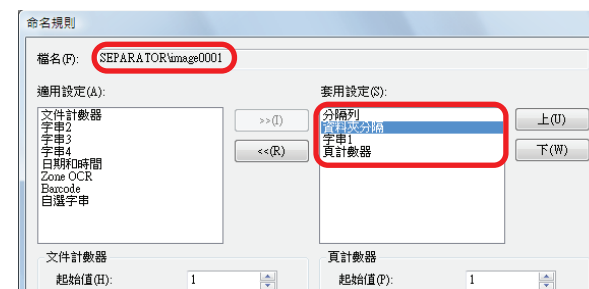 命名規則
檔名(F): SEPARATOR\image0001
適用設定(A):
套用設定(S):
文件計數器
字串2
字串3
字串4
日期和時間
Zone OCR
Barcode
自選字串
>>(I)
<<(R)
分隔列
資料夾分隔
字串1
頁計數器
上(U)
下(W)
文件計數器
起始值(H): 1
頁計數器
起始值(P): 1